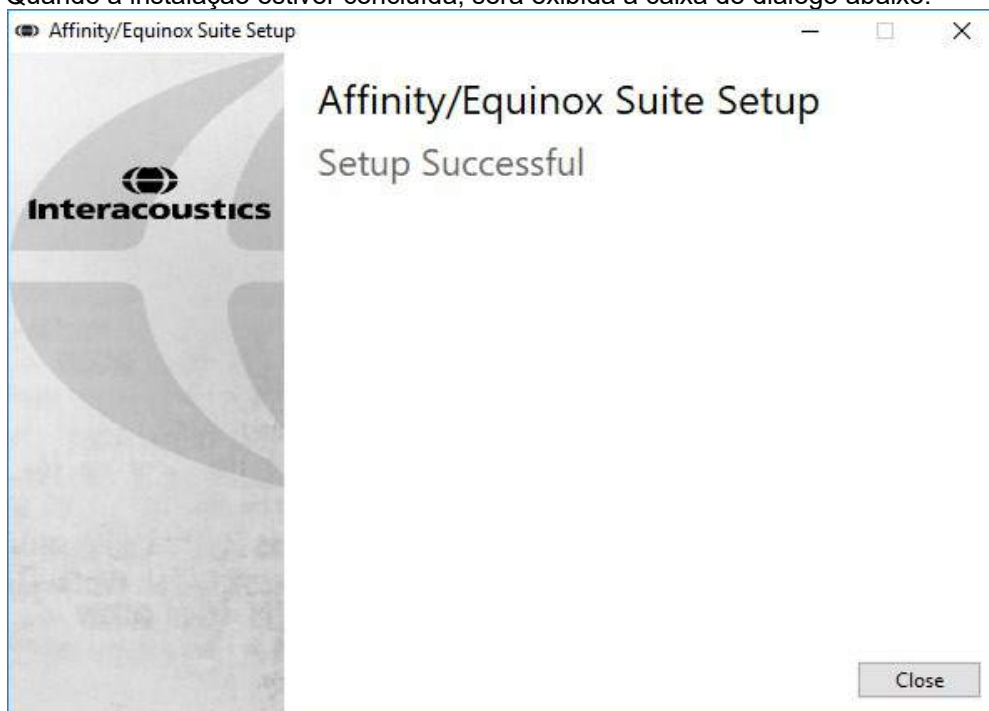 Quando a instalação estiver concluída, será exibida a caixa de diálogo abaixo:
Affinity/Equinox Suite Setup
Affinity/Equinox Suite Setup
Setup Successful
Interacoustics
Close